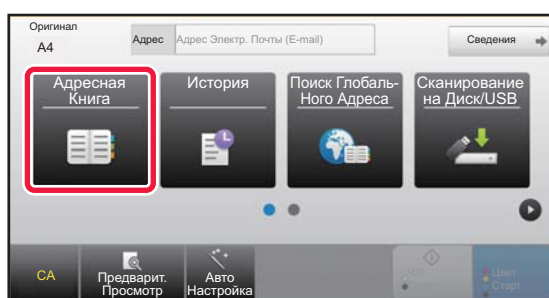 Оригинал
A4
Адрес
Адрес Электр. Почты (E-mail)
Сведения
Адресная
Книга
История
Поиск Глобаль-
Ного Адреса
Сканирование
на Диск/USB
CA
Предварит.
Просмотр
Авто
Настройка
Ч/Б
Старт
Цвет
Старт